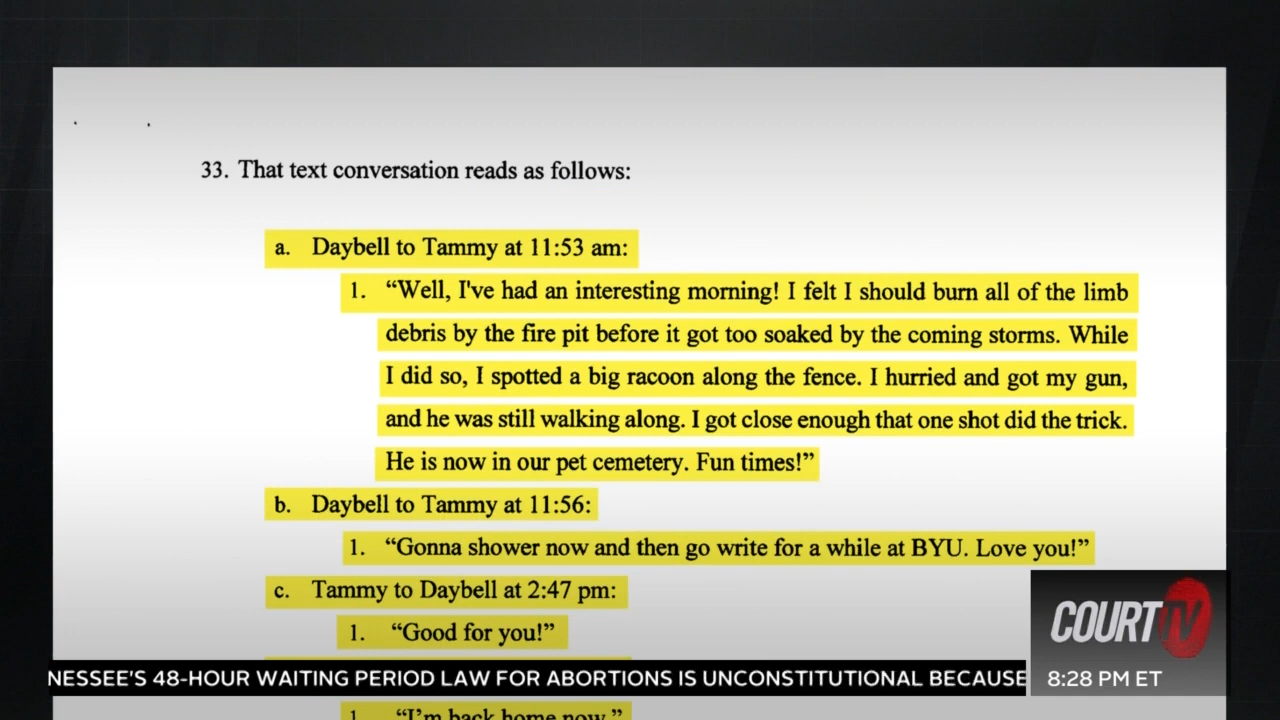 33. That text conversation reads as follows:
a. Daybell to Tammy at 11:53 am:
1. “Well, I've had an interesting morning! I felt I should burn all of the limb
debris by the fire pit before it got too soaked by the coming storms. While
I did so, I spotted a big racoon along the fence. I hurried and got my gun,
and he was still walking along. I got close enough that one shot did the trick.
He is now in our pet cemetery. Fun times!”
b. Daybell to Tammy at 11:56:
1. “Gonna shower now and then go write for a while at BYU. Love you!”
c. Tammy to Daybell at 2:47 pm:
1. “Good for you!”
COURT TV
NESSEE'S 48-HOUR WAITING PERIOD LAW FOR ABORTIONS IS UNCONSTITUTIONAL BECAUSE
8:28 PM ET
1. “I'm back home now.”